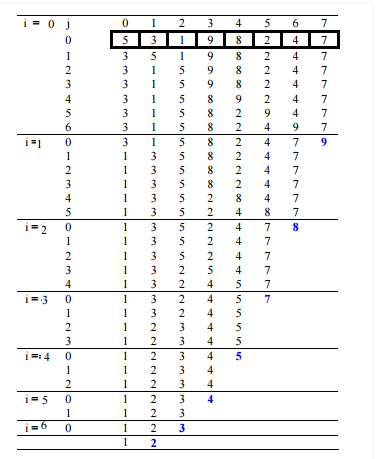 i = 0 j 0 1 2 3 4 5 6 7
0 5 3 1 9 8 2 4 7
1 3 5 1 9 8 2 4 7
2 3 1 5 9 8 2 4 7
3 3 1 5 9 8 2 4 7
4 3 1 5 8 9 2 4 7
5 3 1 5 8 2 9 4 7
6 3 1 5 8 2 4 9 7
i =1 0 3 1 5 8 2 4 7 9
1 1 3 5 8 2 4 7
2 1 3 5 8 2 4 7
3 1 3 5 8 2 4 7
4 1 3 5 2 8 4 7
5 1 3 5 2 4 8 7
i = 2 0 1 3 5 2 4 7 8
1 1 3 5 2 4 7
2 1 3 5 2 4 7
3 1 3 2 5 4 7
4 1 3 2 4 5 7
i = 3 0 1 3 2 4 5 7
1 1 3 2 4 5
2 1 2 3 4 5
3 1 2 3 4 5
i =: 4 0 1 2 3 4 5
1 1 2 3 4
2 1 2 3 4
i = 5 0 1 2 3 4
1 1 2 3
i = 6 0 1 2 3
1 2